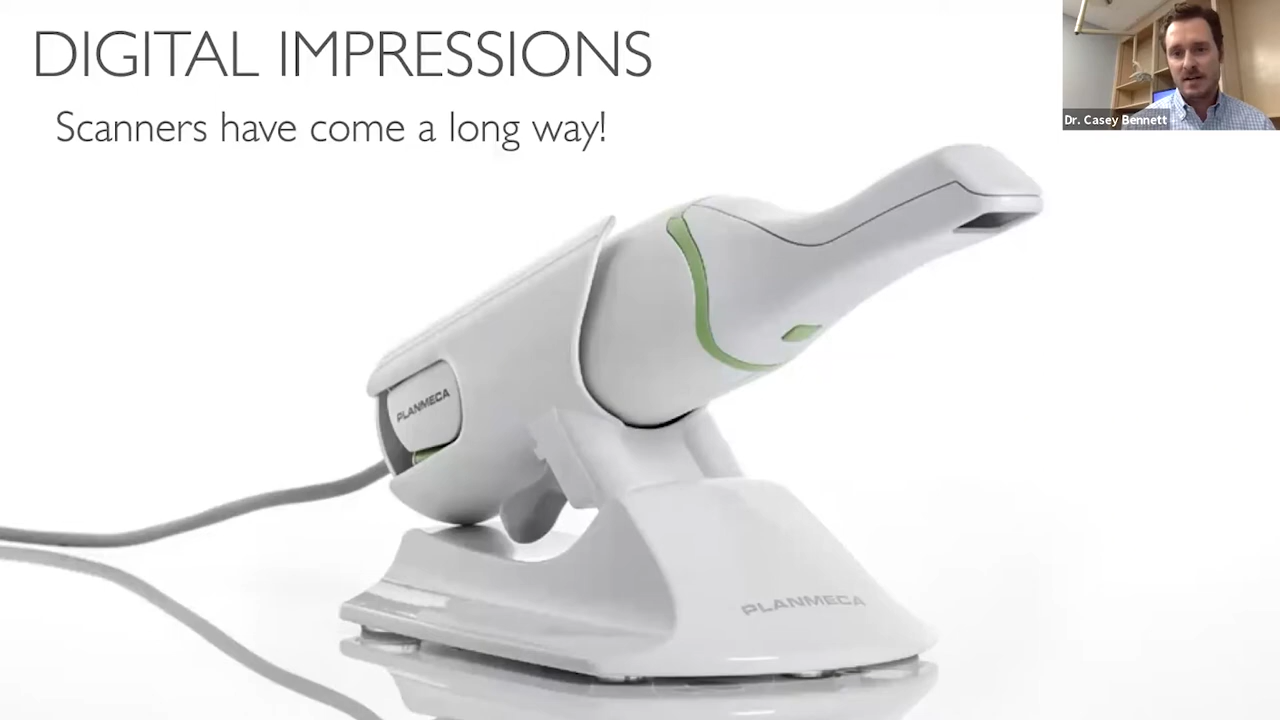 DIGITAL IMPRESSIONS
Scanners have come a long way!
Dr. Casey Bennett
PLANMECA
PLANMECA